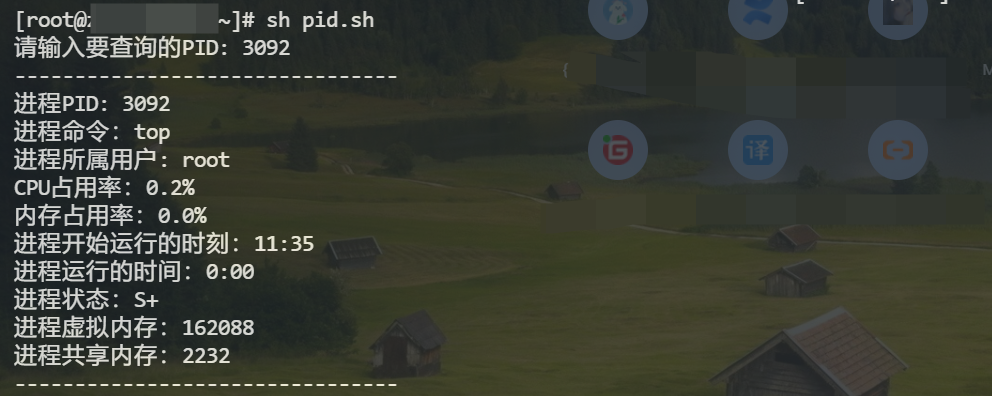 [root@z ~]# sh pid.sh
请输入要查询的PID: 3092
--------------------------------
进程PID: 3092
进程命令: top
进程所属用户: root
CPU占用率: 0.2%
内存占用率: 0.0%
进程开始运行的时刻: 11:35
进程运行的时间: 0:00
进程状态: S+
进程虚拟内存: 162088
进程共享内存: 2232
--------------------------------
译